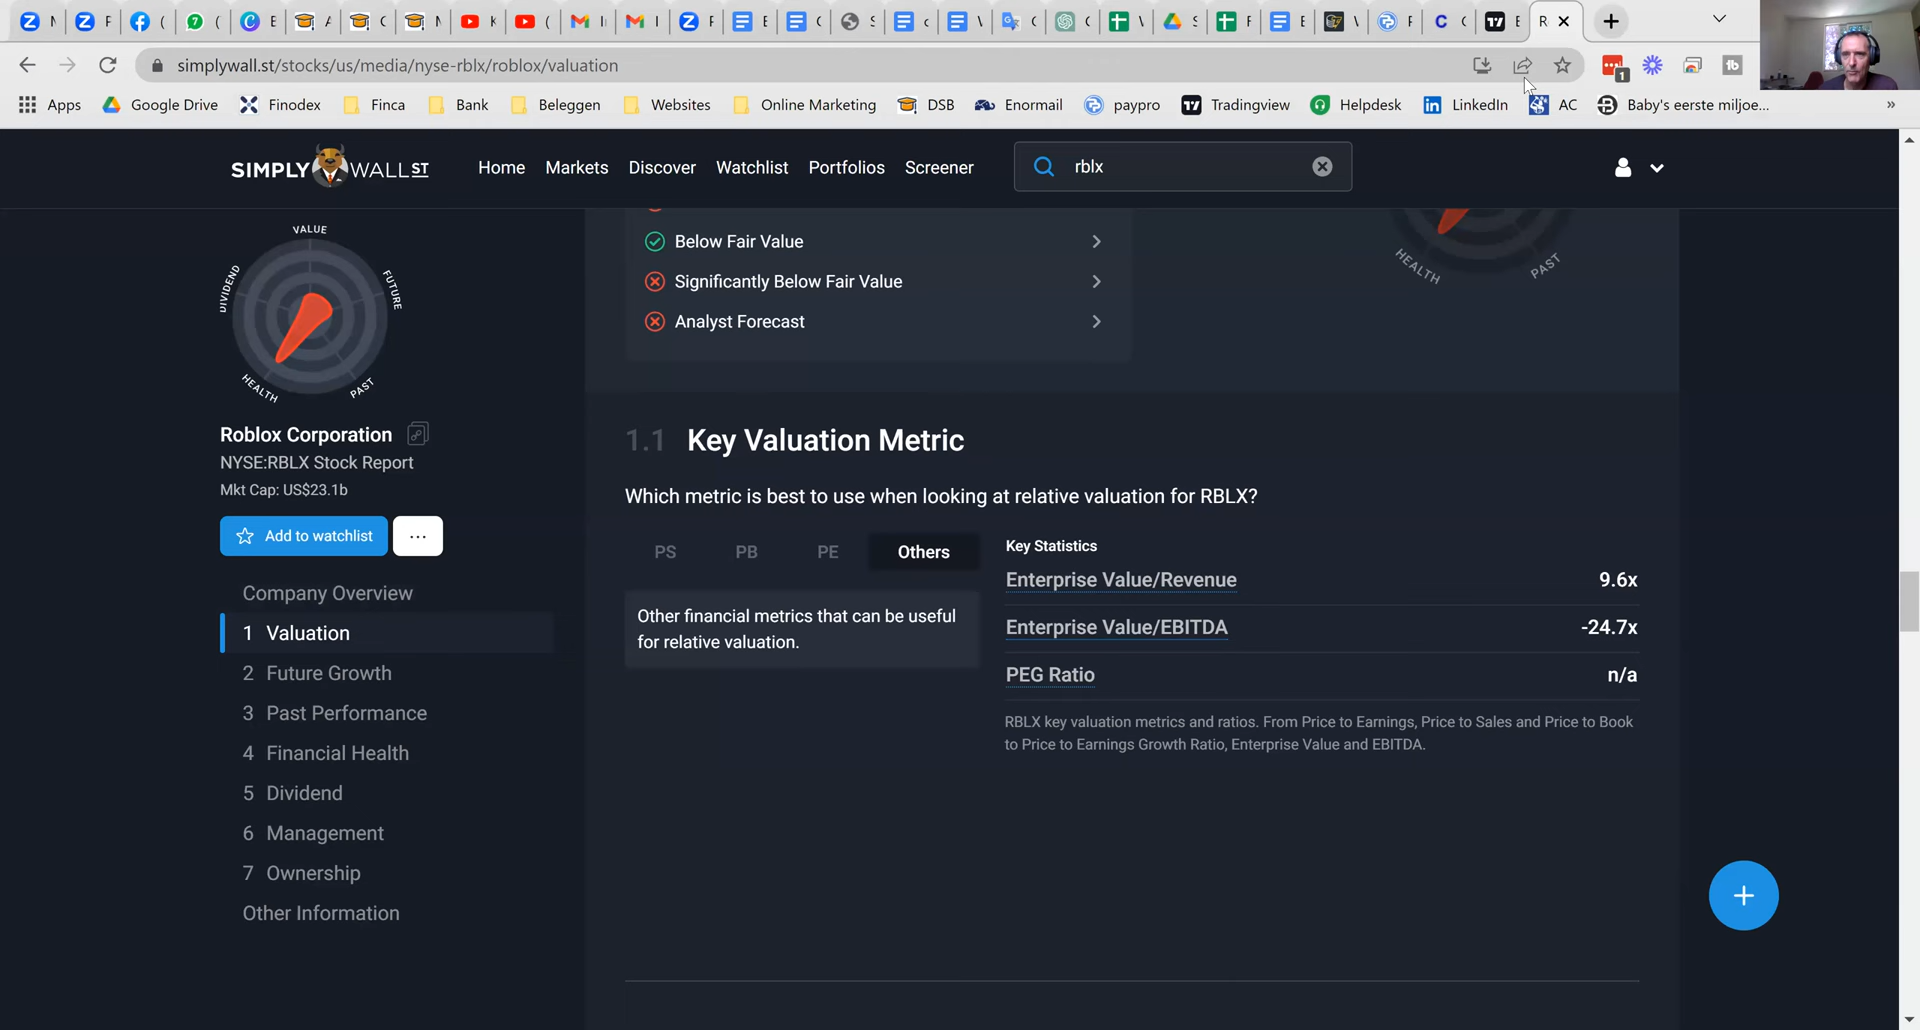 simplywall.st/stocks/us/media/nyse-rblx/roblox/valuation
1
Apps Google Drive Finodex Finca Bank Beleggen Websites Online Marketing DSB Enormail paypro Tradingview Helpdesk LinkedIn AC Baby's eerste miljoe... »
SIMPLY WALL ST Home Markets Discover Watchlist Portfolios Screener rblx
VALUE
FUTURE
DIVIDEND
HEALTH
PAST
Roblox Corporation
NYSE:RBLX Stock Report
Mkt Cap: US$23.1b
Add to watchlist ...
Company Overview
1 Valuation
2 Future Growth
3 Past Performance
4 Financial Health
5 Dividend
6 Management
7 Ownership
Other Information
Below Fair Value
Significantly Below Fair Value
Analyst Forecast
HEALTH
PAST
1.1 Key Valuation Metric
Which metric is best to use when looking at relative valuation for RBLX?
PS PB PE Others
Other financial metrics that can be useful
for relative valuation.
Key Statistics
Enterprise Value/Revenue 9.6x
Enterprise Value/EBITDA -24.7x
PEG Ratio n/a
RBLX key valuation metrics and ratios. From Price to Earnings, Price to Sales and Price to Book
to Price to Earnings Growth Ratio, Enterprise Value and EBITDA.